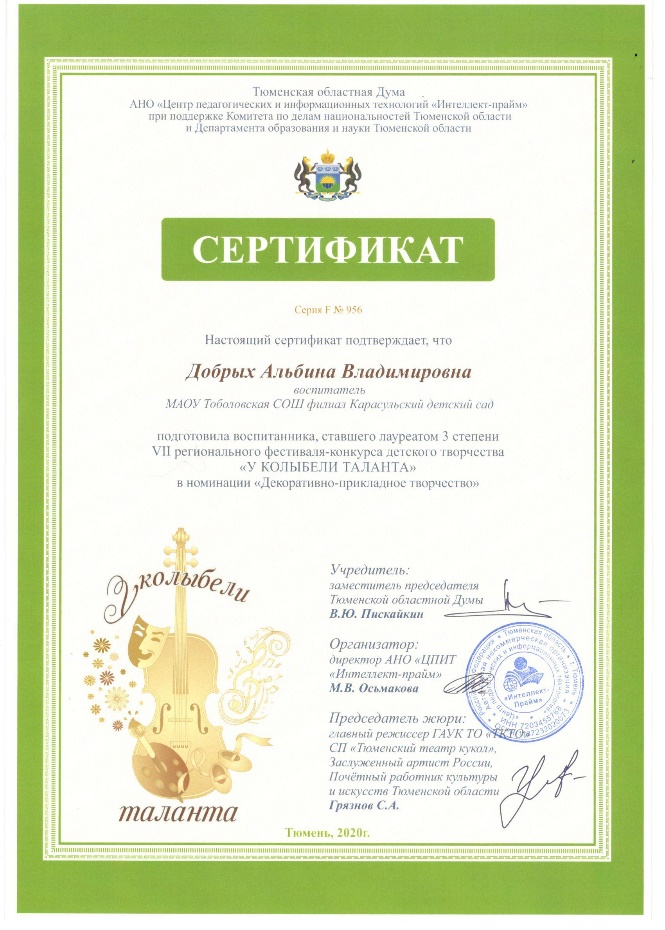 Тюменская областная Дума
АНО «Центр педагогических и информационных технологий «Интеллект-прайм»
при поддержке Комитета по делам национальностей Тюменской области
и Департамента образования и науки Тюменской области
СЕРТИФИКАТ
Серия F № 956
Настоящий сертификат подтверждает, что
Добрых Альбина Владимировна
воспитатель
МАОУ Тоболовская СОШ филиал Карасульский детский сад
подготовила воспитанника, ставшего лауреатом 3 степени
VII регионального фестиваля-конкурса детского творчества
«У КОЛЫБЕЛИ ТАЛАНТА»
в номинации «Декоративно-прикладное творчество»
У колыбели
таланта
Учредитель:
заместитель председателя
Тюменской областной Думы
В.Ю. Пискайкин
Организатор:
директор АНО «ЦПИТ
«Интеллект-прайм»
М.В. Осьмакова
«Интеллект-
Прайм»
Председатель жюри:
главный режиссер ГАУК ТО «ТКТО»
СП «Тюменский театр кукол»,
Заслуженный артист России,
Почётный работник культуры
и искусств Тюменской области
Грязнов С.А.
Тюмень, 2020г.